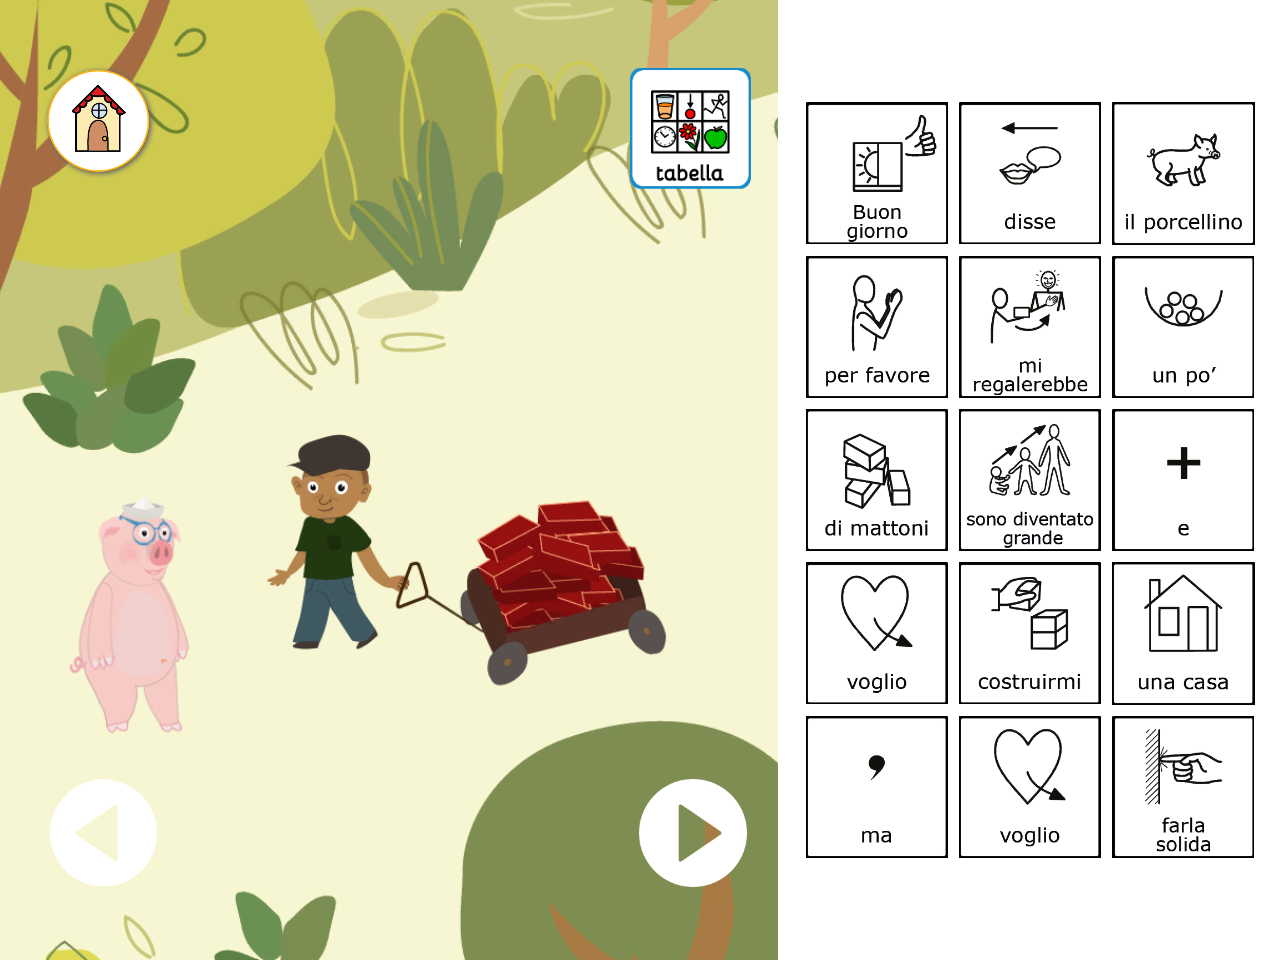 tabella
Buon
giorno
disse
il porcellino
per favore
mi
regalerebbe
un po’
di mattoni
sono diventato
grande
+
e
voglio
costruirmi
una casa
,
ma
voglio
farla
solida